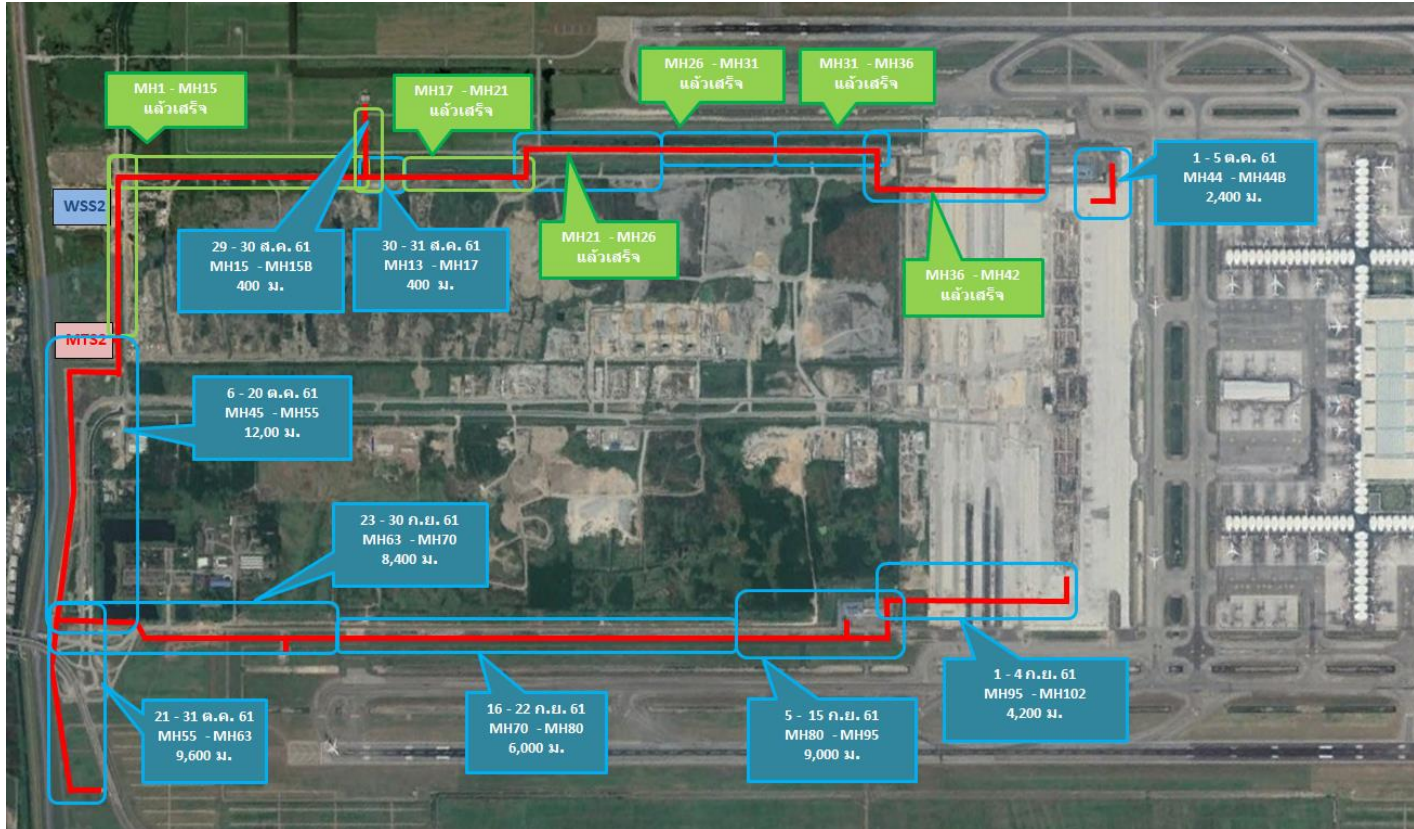 MH1 - MH15
แล้วเสร็จ
MH17 - MH21
แล้วเสร็จ
MH26 - MH31
แล้วเสร็จ
MH31 - MH36
แล้วเสร็จ
1 - 5 ต.ค. 61
MH44 - MH44B
2,400 ม.
WSS2
29 - 30 ส.ค. 61
MH15 - MH15B
400 ม.
30 - 31 ส.ค. 61
MH13 - MH17
400 ม.
MH21 - MH26
แล้วเสร็จ
MH36 - MH42
แล้วเสร็จ
MTS2
6 - 20 ต.ค. 61
MH45 - MH55
12,00 ม.
23 - 30 ก.ย. 61
MH63 - MH70
8,400 ม.
21 - 31 ต.ค. 61
MH55 - MH63
9,600 ม.
16 - 22 ก.ย. 61
MH70 - MH80
6,000 ม.
5 - 15 ก.ย. 61
MH80 - MH95
9,000 ม.
1 - 4 ก.ย. 61
MH95 - MH102
4,200 ม.